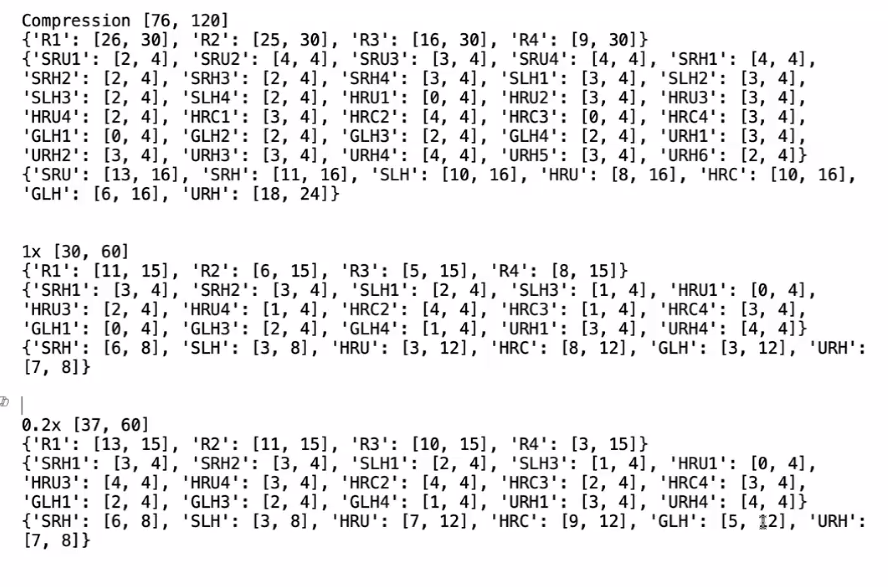 Compression [76, 120]
{'R1': [26, 30], 'R2': [25, 30], 'R3': [16, 30], 'R4': [9, 30]}
{'SRU1': [2, 4], 'SRU2': [4, 4], 'SRU3': [3, 4], 'SRU4': [4, 4], 'SRH1': [4, 4],
'SRH2': [2, 4], 'SRH3': [2, 4], 'SRH4': [3, 4], 'SLH1': [3, 4], 'SLH2': [3, 4],
'SLH3': [2, 4], 'SLH4': [2, 4], 'HRU1': [0, 4], 'HRU2': [3, 4], 'HRU3': [3, 4],
'HRU4': [2, 4], 'HRC1': [3, 4], 'HRC2': [4, 4], 'HRC3': [0, 4], 'HRC4': [3, 4],
'GLH1': [0, 4], 'GLH2': [2, 4], 'GLH3': [2, 4], 'GLH4': [2, 4], 'URH1': [3, 4],
'URH2': [3, 4], 'URH3': [3, 4], 'URH4': [4, 4], 'URH5': [3, 4], 'URH6': [2, 4]}
{'SRU': [13, 16], 'SRH': [11, 16], 'SLH': [10, 16], 'HRU': [8, 16], 'HRC': [10, 16],
'GLH': [6, 16], 'URH': [18, 24]}
1x [30, 60]
{'R1': [11, 15], 'R2': [6, 15], 'R3': [5, 15], 'R4': [8, 15]}
{'SRH1': [3, 4], 'SRH2': [3, 4], 'SLH1': [2, 4], 'SLH3': [1, 4], 'HRU1': [0, 4],
'HRU3': [2, 4], 'HRU4': [1, 4], 'HRC2': [4, 4], 'HRC3': [1, 4], 'HRC4': [3, 4],
'GLH1': [0, 4], 'GLH3': [2, 4], 'GLH4': [1, 4], 'URH1': [3, 4], 'URH4': [4, 4]}
{'SRH': [6, 8], 'SLH': [3, 8], 'HRU': [3, 12], 'HRC': [8, 12], 'GLH': [3, 12], 'URH':
[7, 8]}
0.2x [37, 60]
{'R1': [13, 15], 'R2': [11, 15], 'R3': [10, 15], 'R4': [3, 15]}
{'SRH1': [3, 4], 'SRH2': [3, 4], 'SLH1': [2, 4], 'SLH3': [1, 4], 'HRU1': [0, 4],
'HRU3': [4, 4], 'HRU4': [3, 4], 'HRC2': [4, 4], 'HRC3': [2, 4], 'HRC4': [3, 4],
'GLH1': [2, 4], 'GLH3': [2, 4], 'GLH4': [1, 4], 'URH1': [3, 4], 'URH4': [4, 4]}
{'SRH': [6, 8], 'SLH': [3, 8], 'HRU': [7, 12], 'HRC': [9, 12], 'GLH': [5, 12], 'URH':
[7, 8]}